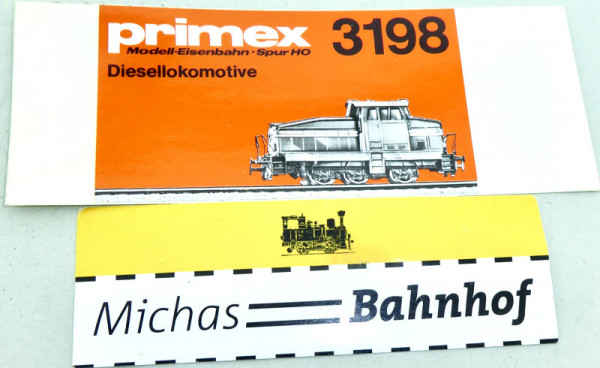 primex 3198
Modell-Eisenbahn · Spur HO
Diesellokomotive
Michas Bahnhof